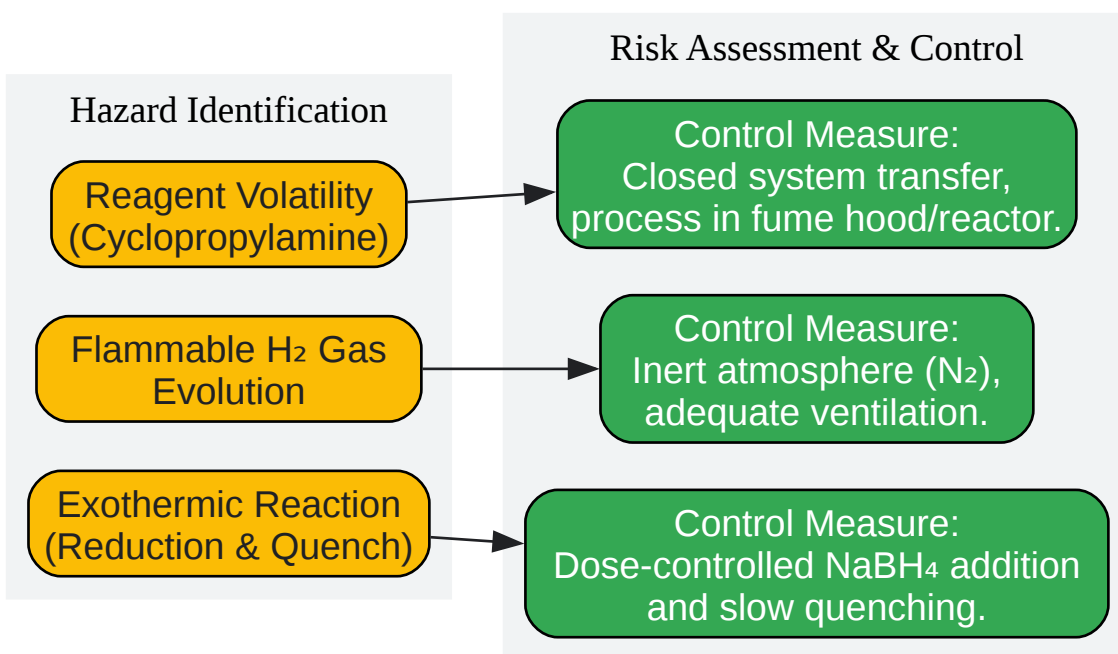 Hazard Identification
Reagent Volatility
(Cyclopropylamine)
Flammable H₂ Gas
Evolution
Exothermic Reaction
(Reduction & Quench)
Risk Assessment & Control
Control Measure:
Closed system transfer,
process in fume hood/reactor.
Control Measure:
Inert atmosphere (N₂),
adequate ventilation.
Control Measure:
Dose-controlled NaBH₄ addition
and slow quenching.